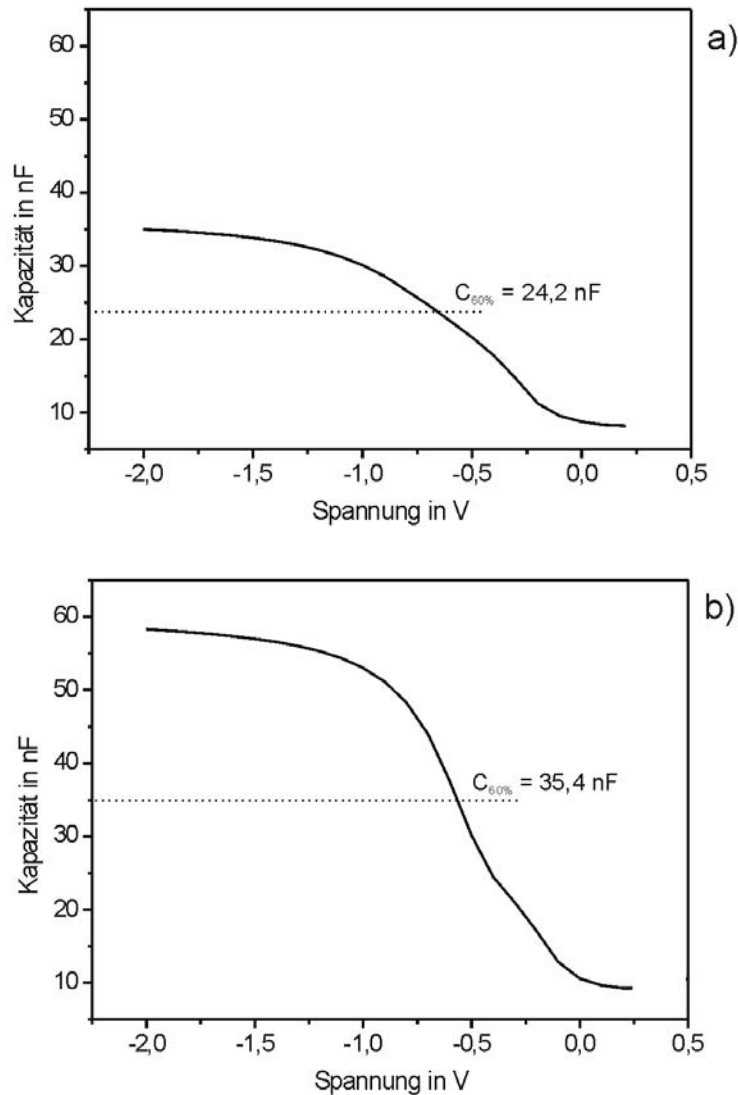 a)
60
50
40
30
20
10
Kapazität in nF
C60% = 24,2 nF
-2,0 -1,5 -1,0 -0,5 0,0 0,5
Spannung in V
b)
60
50
40
30
20
10
Kapazität in nF
C60% = 35,4 nF
-2,0 -1,5 -1,0 -0,5 0,0 0,5
Spannung in V